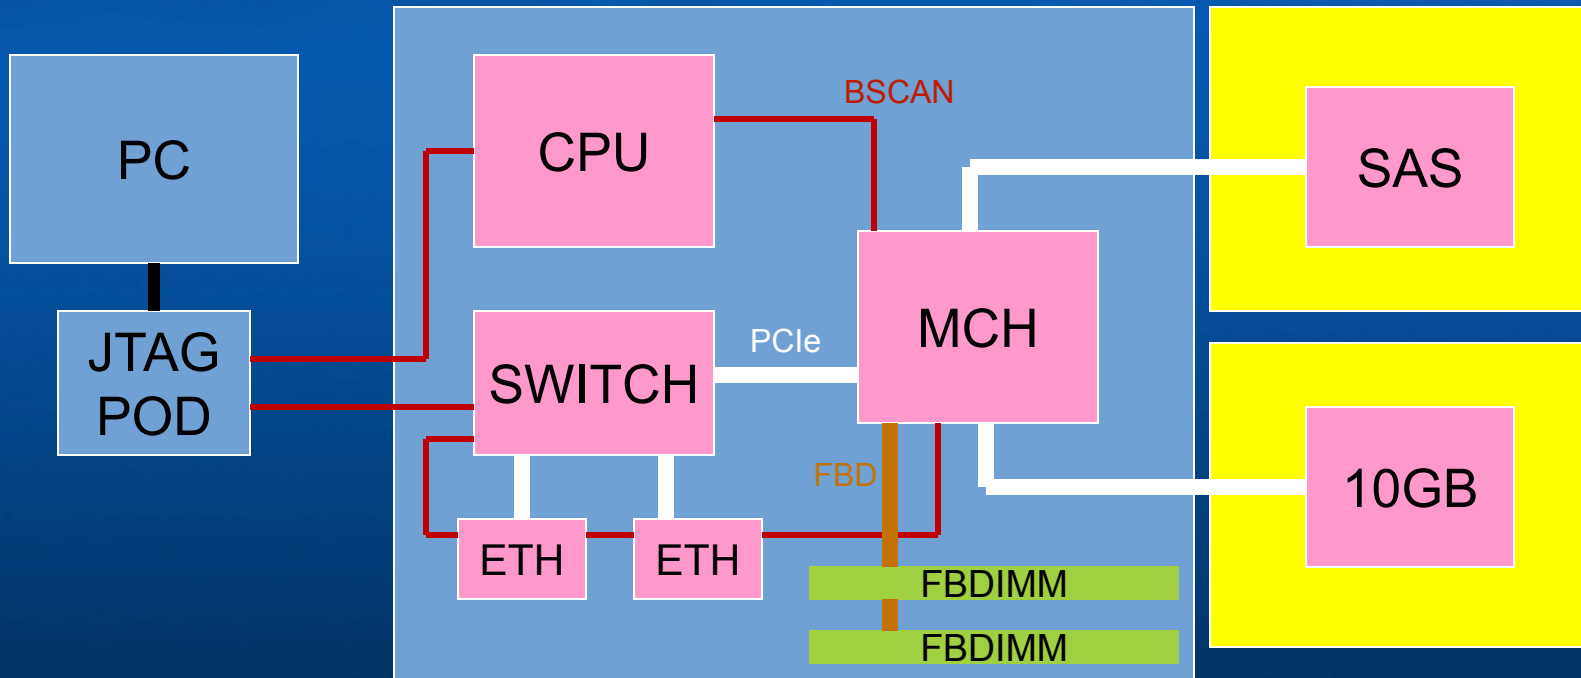 PC
JTAG
POD
CPU
BSCAN
SWITCH
PCIe
MCH
FBD
ETH
ETH
FBDIMM
FBDIMM
SAS
10GB